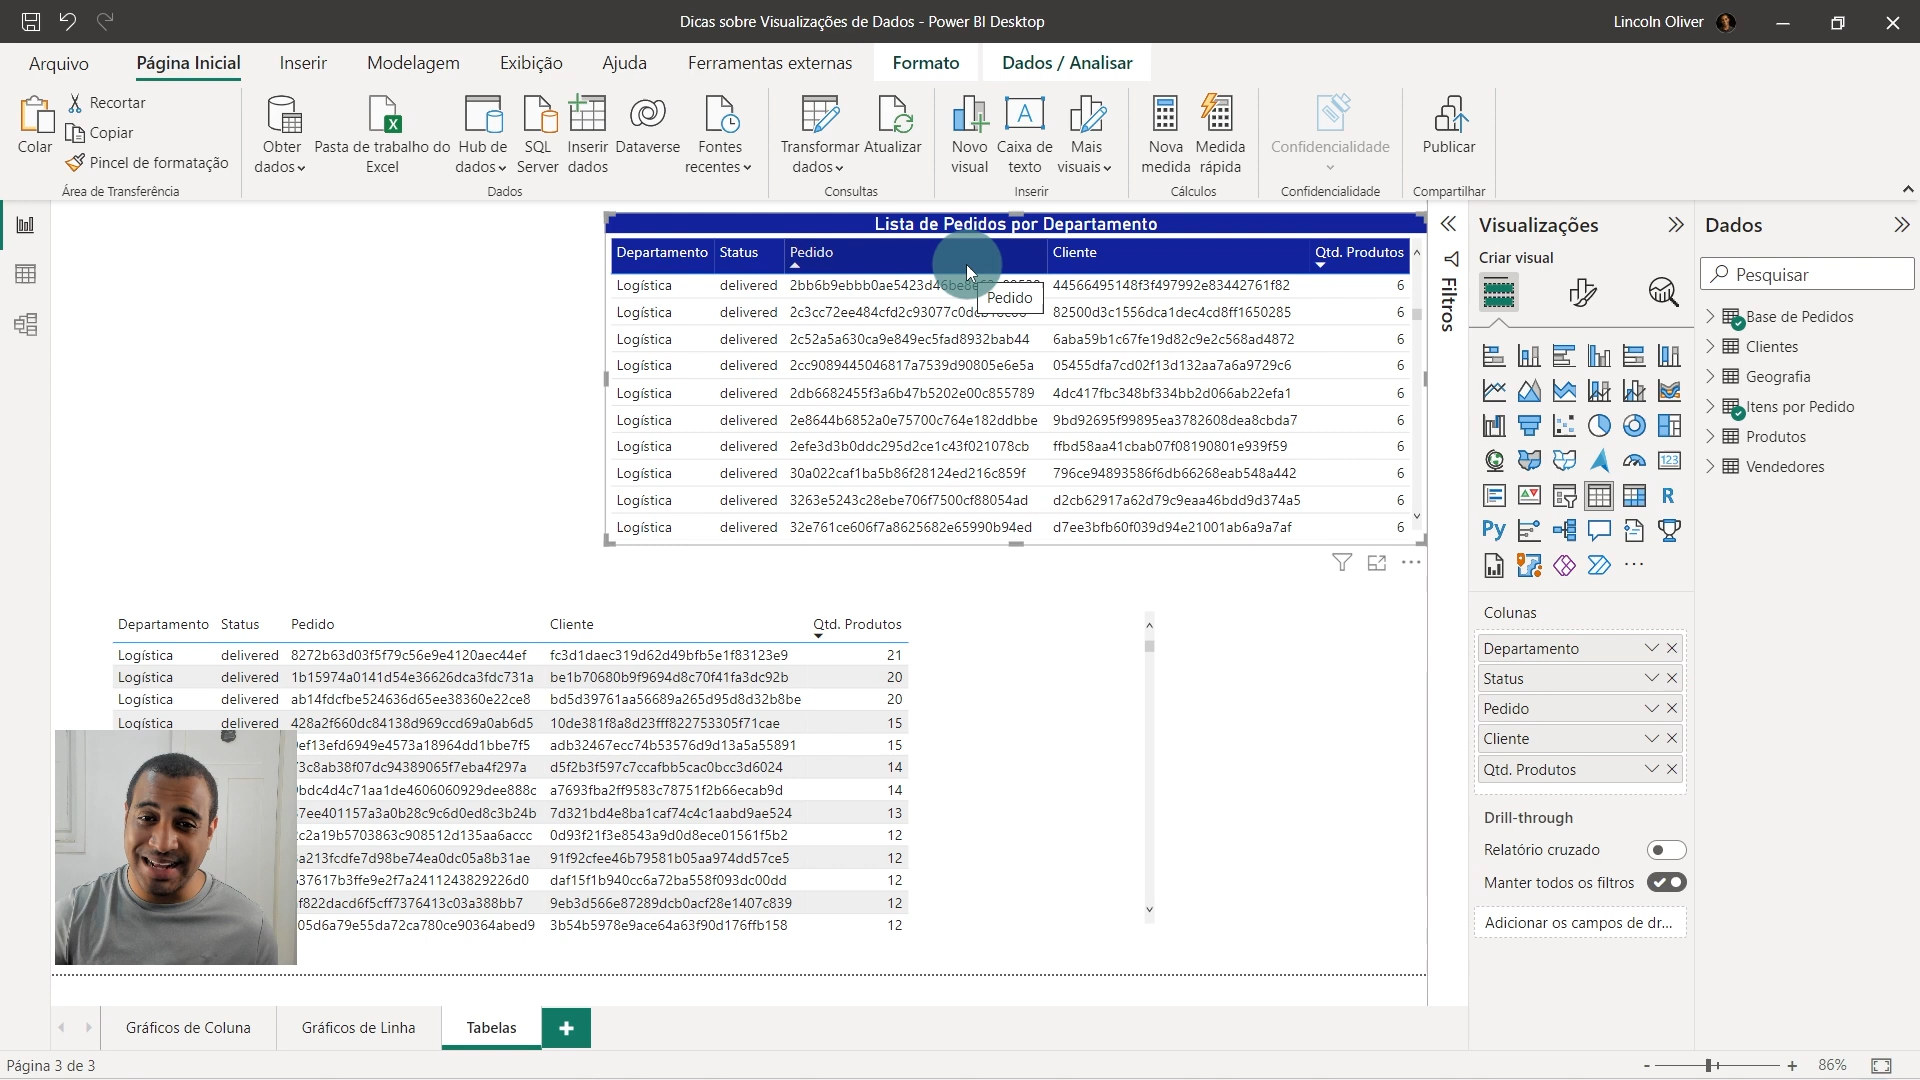 Dicas sobre Visualizações de Dados - Power BI Desktop
Lincoln Oliver
Arquivo
Página Inicial
Inserir
Modelagem
Exibição
Ajuda
Ferramentas externas
Formato
Dados / Analisar
Colar
Recortar
Copiar
Pincel de formatação
Área de Transferência
Obter dados
Pasta de trabalho do Excel
Hub de dados
SQL Server
Inserir dados
Dataverse
Fontes recentes
Dados
Transformar dados
Atualizar
Consultas
Novo visual
Caixa de texto
Mais visuais
Inserir
Nova medida
Medida rápida
Cálculos
Confidencialidade
Confidencialidade
Publicar
Compartilhar
Lista de Pedidos por Departamento
Departamento Status Pedido Cliente Qtd. Produtos
Logística delivered 44566495148f3f497992e83442761f82 6
Pedido
Logística delivered 82500d3c1556dca1dec4cd8ff1650285 6
Logística delivered 2c52a5a630ca9e849ec5fad8932bab44 6aba59b1c67fe19d82c9e2c568ad4872 6
Logística delivered 2cc9089445046817a7539d90805e6e5a 05455dfa7cd02f13d132aa7a6a9729c6 6
Logística delivered 2db6682455f3a6b47b5202e00c855789 4dc417fbc348bf334bb2d066ab22efa1 6
Logística delivered 2e8644b6852a0e75700c764e182ddbbe 9bd92695f99895ea3782608dea8cbda7 6
Logística delivered 2efe3d3b0ddc295d2ce1c43f021078cb ffbd58aa41cbab07f08190801e939f59 6
Logística delivered 30a022caf1ba5b86f28124ed216c859f 796ce94893586f6db66268eab548a442 6
Logística delivered 3263e5243c28ebe706f7500cf88054ad d2cb62917a62d79c9eaa46bdd9d374a5 6
Logística delivered 32e761ce606f7a8625682e65990b94ed d7ee3bfb60f039d94e21001ab6a9a7af 6
Departamento Status Pedido Cliente Qtd. Produtos
Logística delivered 8272b63d03f5f79c56e9e4120aec44ef fc3d1daec319d62d49bfb5e1f83123e9 21
Logística delivered 1b15974a0141d54e36626dca3fdc731a be1b70680b9f9694d8c70f41fa3dc92b 20
Logística delivered ab14fdcfbe524636d65ee38360e22ce8 bd5d39761aa56689a265d95d8d32b8be 20
Logística delivered 428a2f660dc84138d969ccd69a0ab6d5 10de381f8a8d23fff822753305f71cae 15
ef13efd6949e4573a18964dd1bbe7f5 adb32467ecc74b53576d9d13a5a55891 15
3c8ab38f07dc94389065f7eba4f297a d5f2b3f597c7ccafbb5cac0bcc3d6024 14
bdc4d4c71aa1de4606060929dee888c a7693fba2ff9583c78751f2b66ecab9d 14
7ee401157a3a0b28c9c6d0ed8c3b24b 7d321bd4e8ba1caf74c4c1aabd9ae524 13
c2a19b5703863c908512d135aa6accc 0d93f21f3e8543a9d0d8ece01561f5b2 12
a213fcdfe7d98be74ea0dc05a8b31ae 91f92cfee46b79581b05aa974dd57ce5 12
37617b3ffe9e2f7a2411243829226d0 daf15f1b940cc6a72ba558f093dc00dd 12
f822dacd6f5cff7376413c03a388bb7 9eb3d566e87289dcb0acf28e1407c839 12
05d6a79e55da72ca780ce90364abed9 3b54b5978e9ace64a63f90d176ffb158 12
Filtros
Visualizações
Criar visual
123
R
Py
Colunas
Departamento
Status
Pedido
Cliente
Qtd. Produtos
Drill-through
Relatório cruzado
Manter todos os filtros
Adicionar os campos de dr...
Dados
Pesquisar
Base de Pedidos
Clientes
Geografia
Itens por Pedido
Produtos
Vendedores
Gráficos de Coluna
Gráficos de Linha
Tabelas
Página 3 de 3
- + 86%